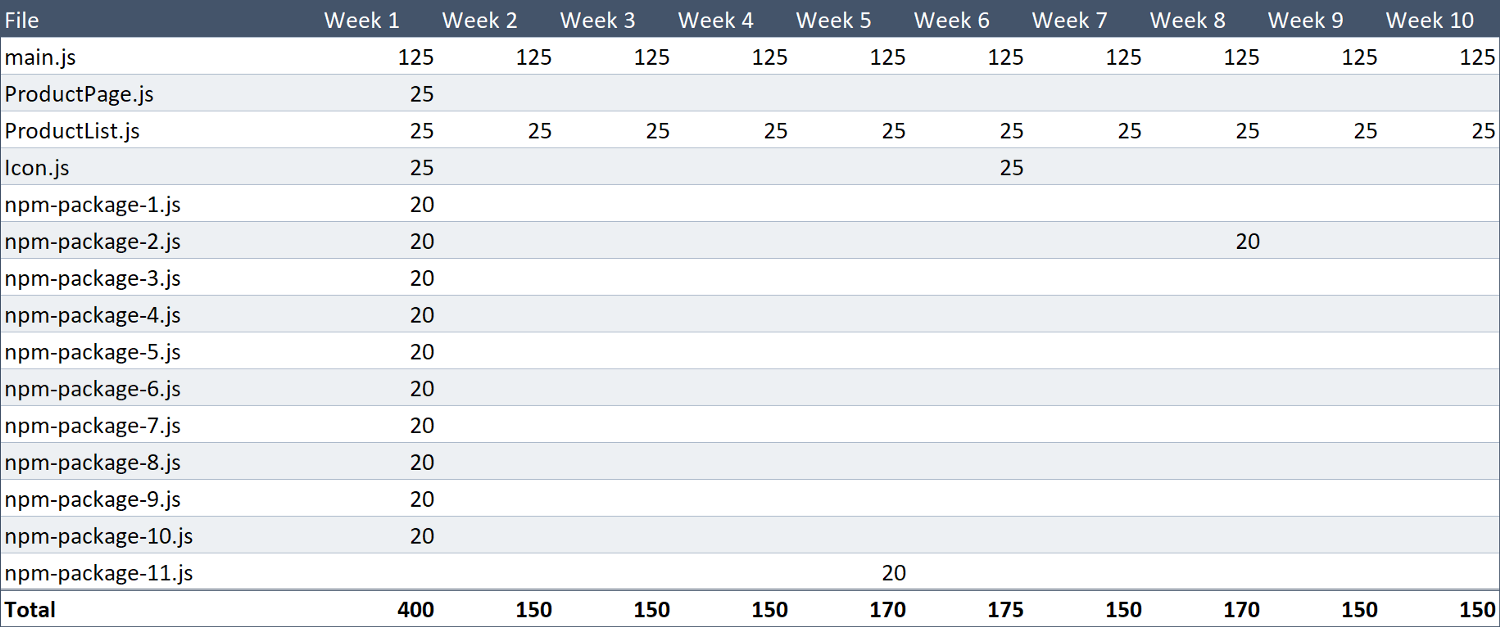 File Week 1 Week 2 Week 3 Week 4 Week 5 Week 6 Week 7 Week 8 Week 9 Week 10
main.js 125 125 125 125 125 125 125 125 125 125
ProductPage.js 25
ProductList.js 25 25 25 25 25 25 25 25 25 25
Icon.js 25 25
npm-package-1.js 20
npm-package-2.js 20 20
npm-package-3.js 20
npm-package-4.js 20
npm-package-5.js 20
npm-package-6.js 20
npm-package-7.js 20
npm-package-8.js 20
npm-package-9.js 20
npm-package-10.js 20
npm-package-11.js 20
Total 400 150 150 150 170 175 150 170 150 150